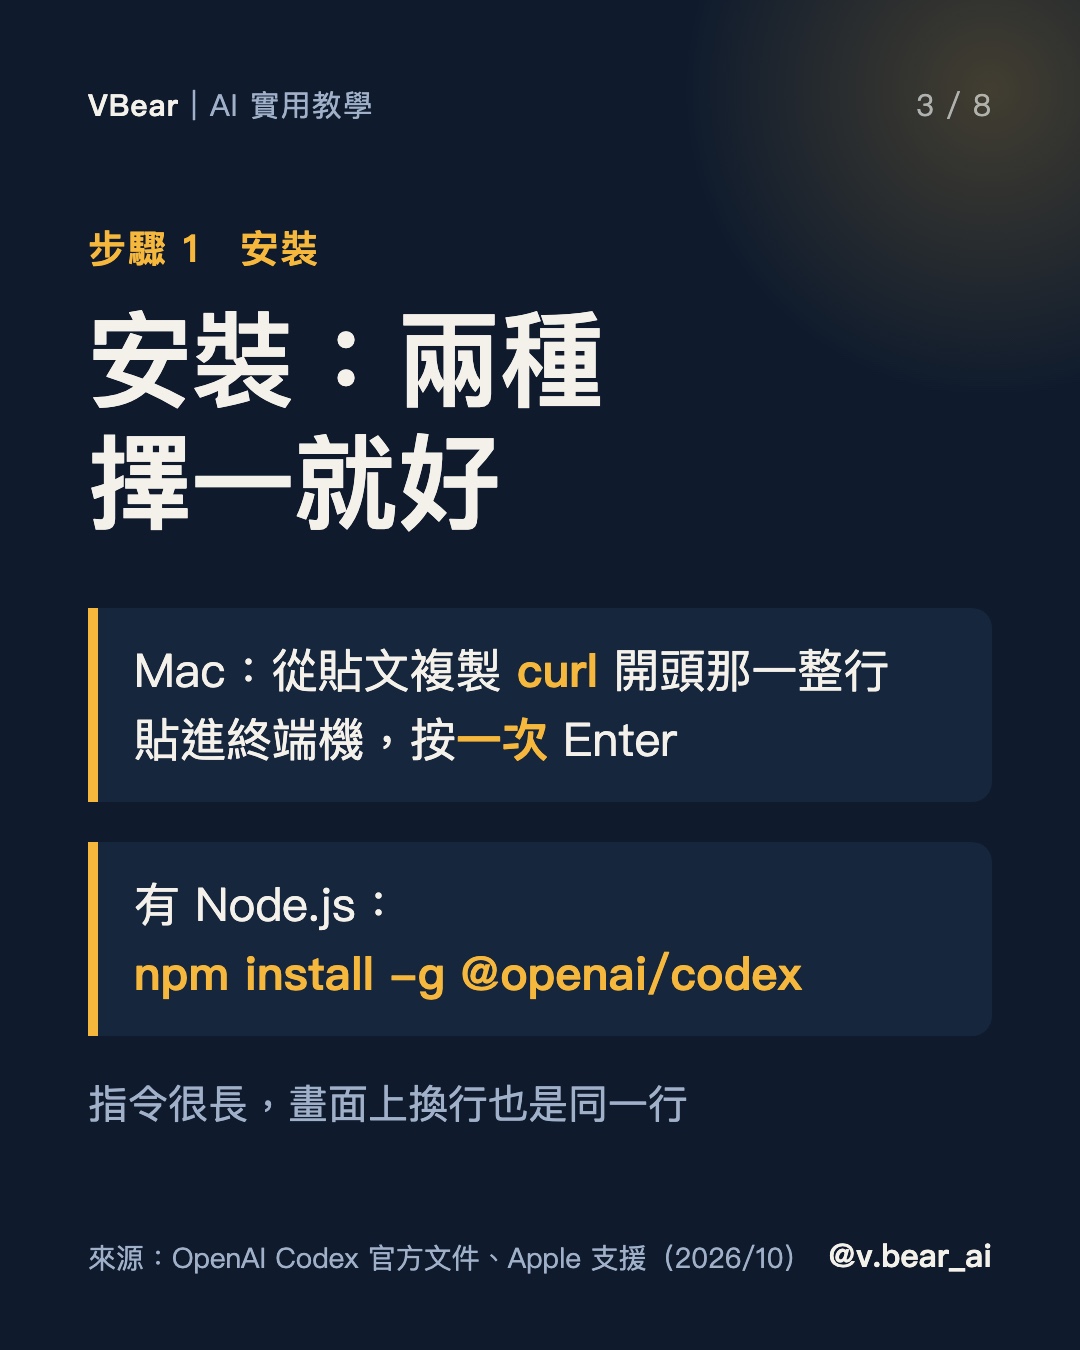 VBear | AI 實用教學
3 / 8
步驟 1 安裝
安裝：兩種
擇一就好
Mac：從貼文複製 curl 開頭那一整行
貼進終端機，按一次 Enter
有 Node.js：
npm install -g @openai/codex
指令很長，畫面上換行也是同一行
來源：OpenAI Codex 官方文件、Apple 支援（2026/10）
@v.bear_ai